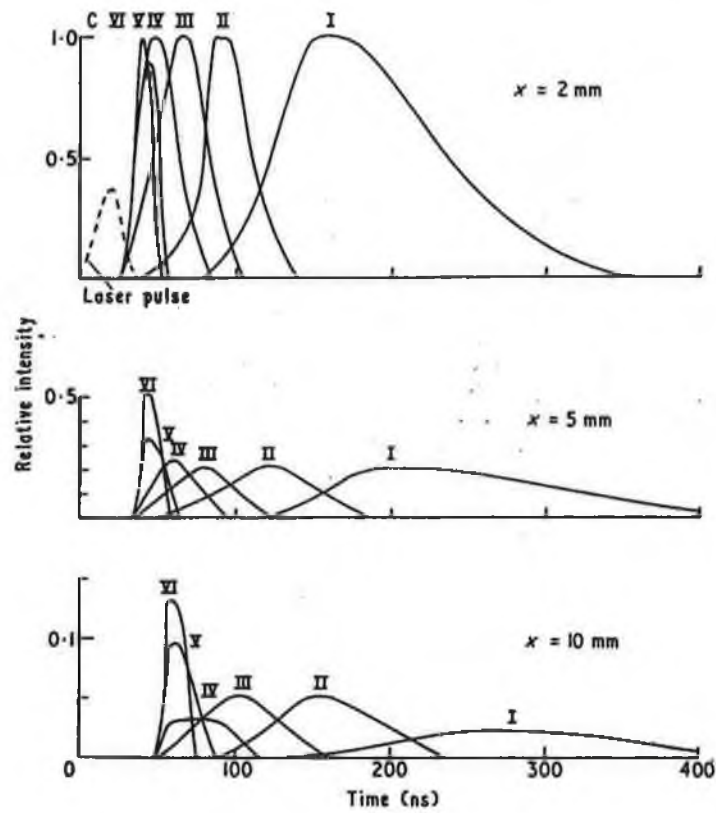 C VI V IV III II I
1·0
x = 2 mm
0·5
Laser pulse
Relative intensity
VI
0·5
V
IV III II I
x = 5 mm
VI
0·1
V
x = 10 mm
IV III II
I
0 100 200 300 400
Time (ns)